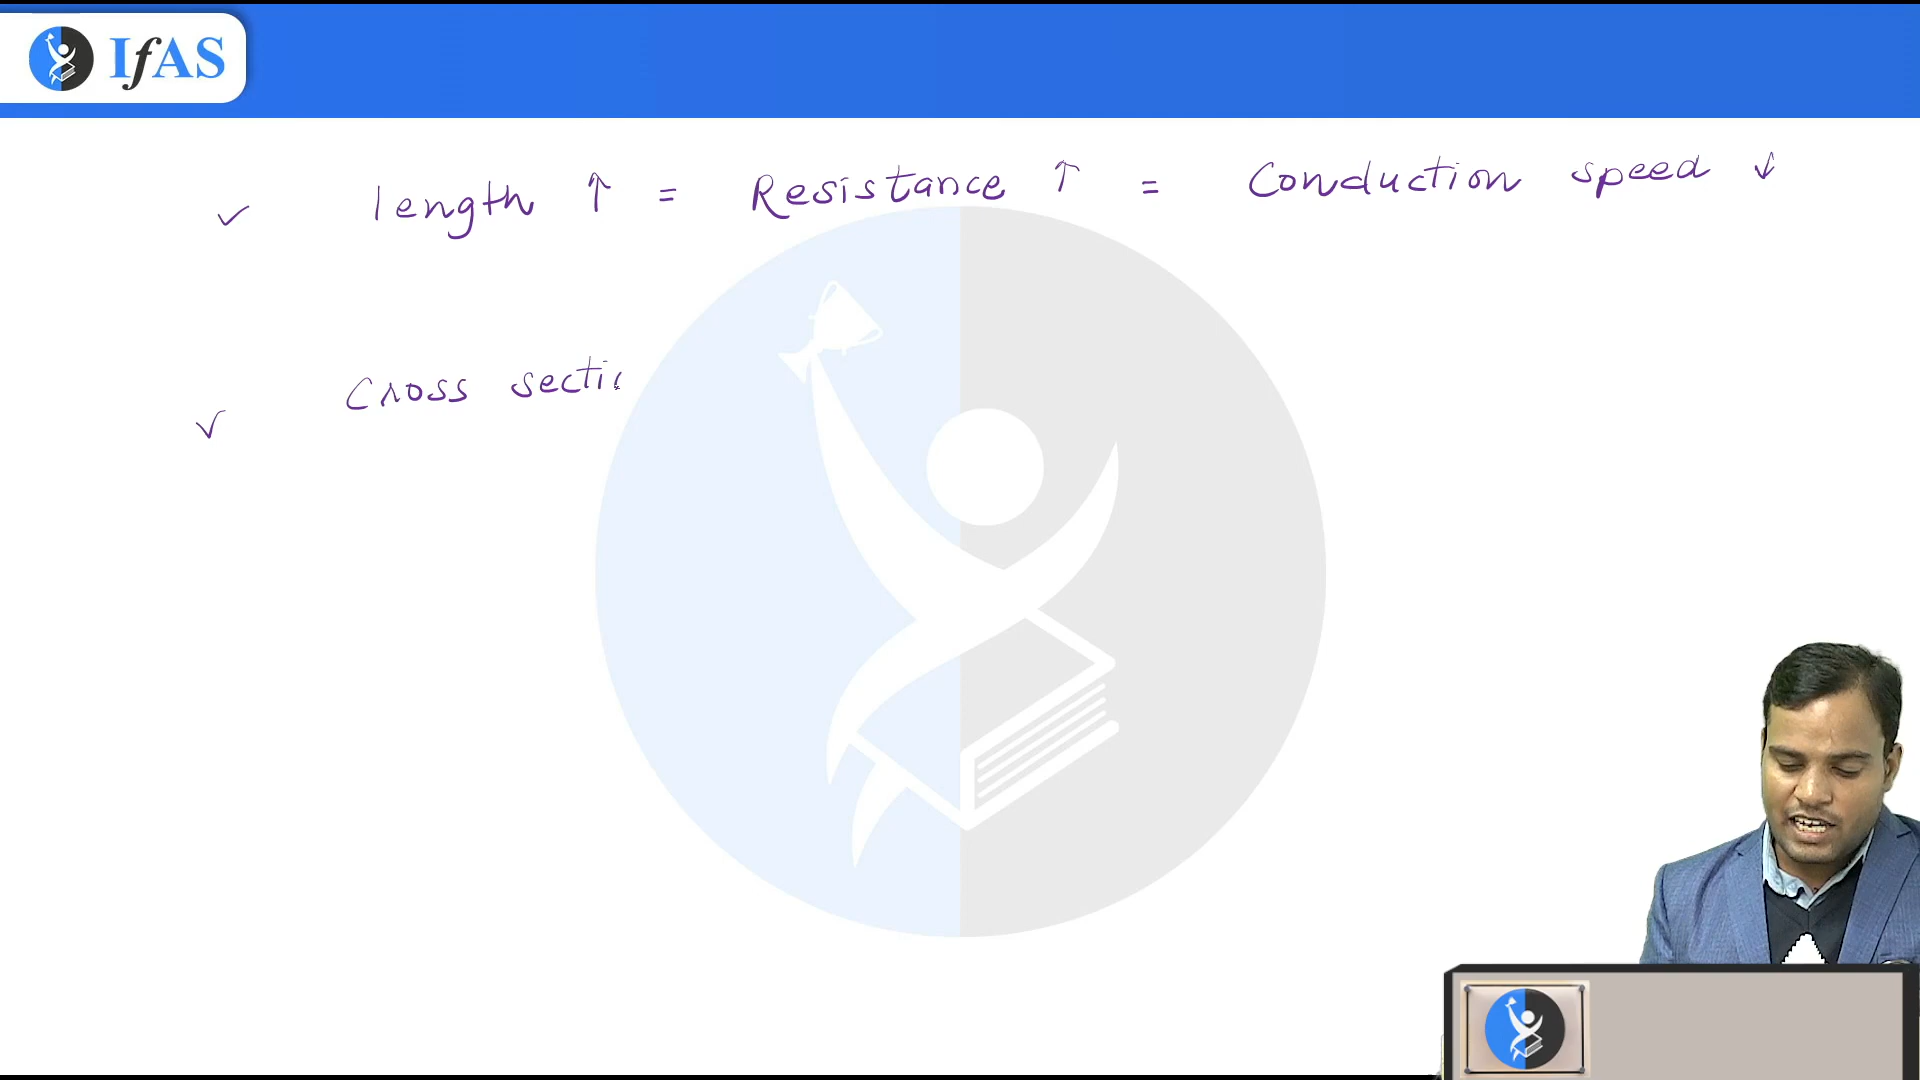 IfAS
✓ length ↑ = Resistance ↑ = Conduction speed ↓
✓ Cross secti